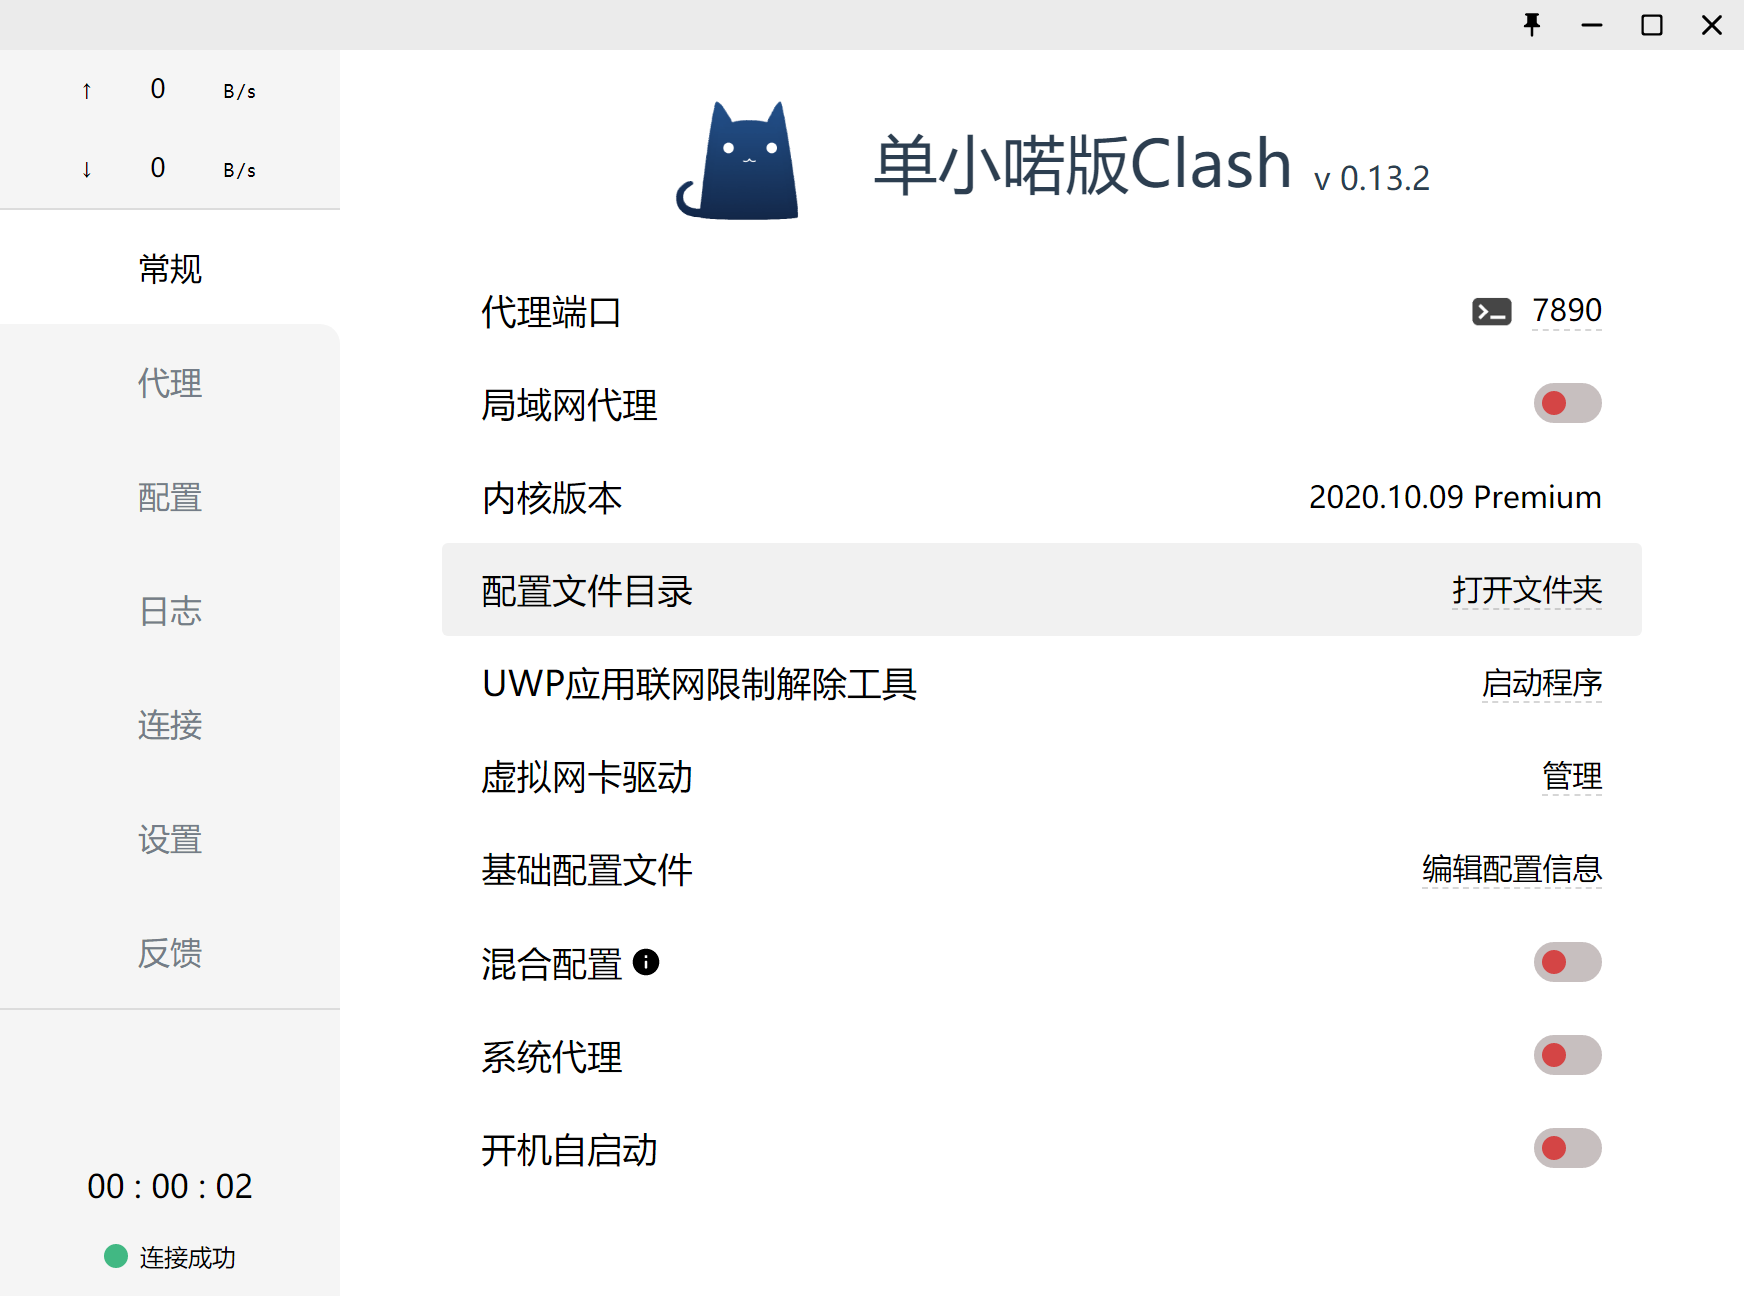 ↑ 0 B/s
↓ 0 B/s
常规
代理
配置
日志
连接
设置
反馈
00 : 00 : 02
连接成功
单小喏版Clash v 0.13.2
代理端口 7890
局域网代理
内核版本 2020.10.09 Premium
配置文件目录 打开文件夹
UWP应用联网限制解除工具 启动程序
虚拟网卡驱动 管理
基础配置文件 编辑配置信息
混合配置
系统代理
开机自启动